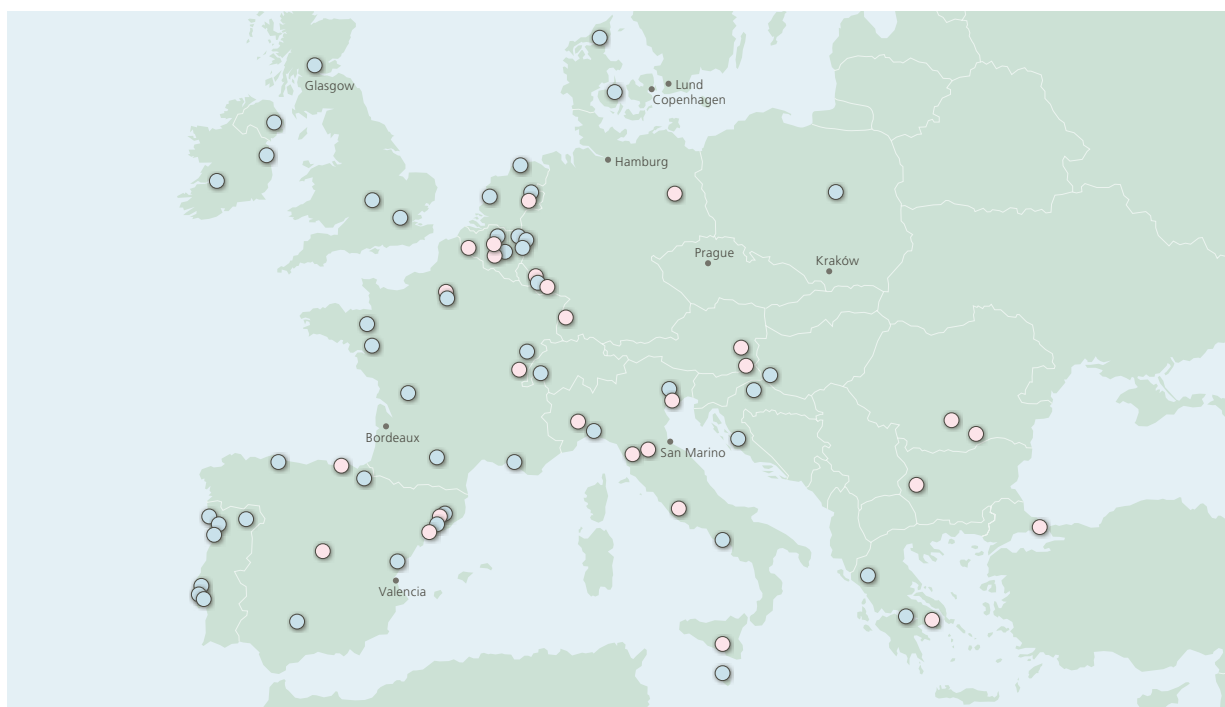 Lund
Glasgow
Copenhagen
Hamburg
Prague
Kraków
Bordeaux
San Marino
Valencia